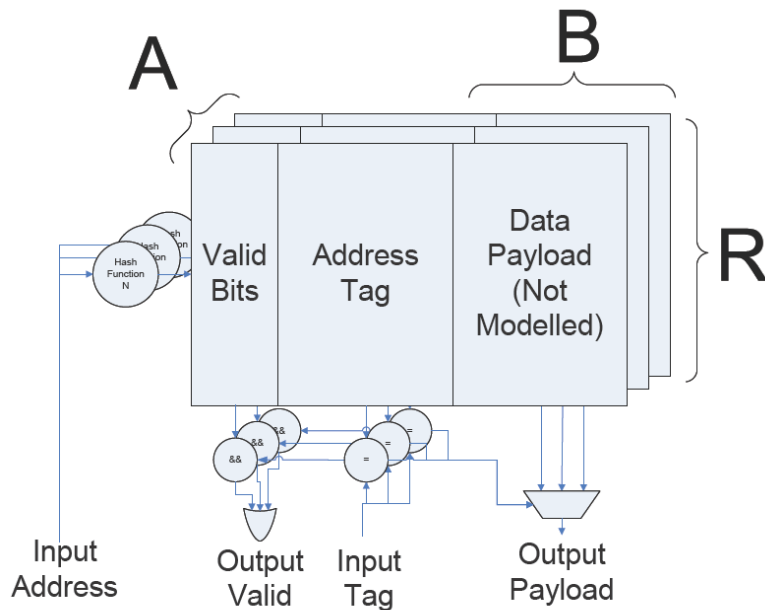 A
B
R
Hash
Function
N
Valid
Bits
Address
Tag
Data
Payload
(Not
Modelled)
&&
&&
&&
=
=
=
Input
Address
Output
Valid
Input
Tag
Output
Payload